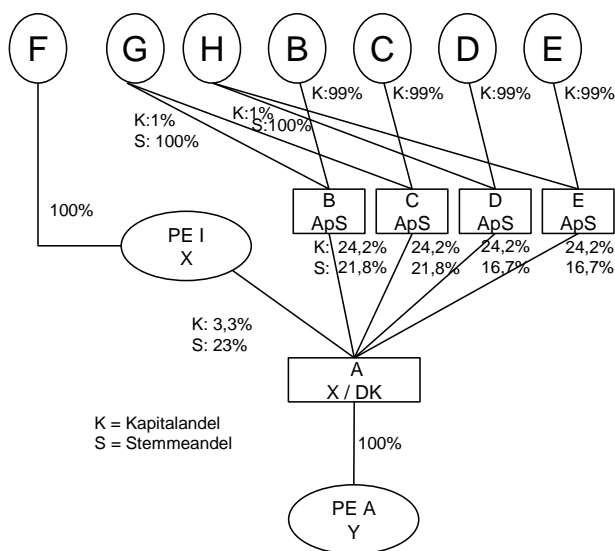 F
G
H
B
C
D
E
K:99%
K:99%
K:99%
K:99%
K:1%
S: 100%
K:1%
S:100%
B
ApS
C
ApS
D
ApS
E
ApS
100%
PE I
X
K: 24,2%
S: 21,8%
24,2%
21,8%
24,2%
16,7%
24,2%
16,7%
K: 3,3%
S: 23%
A
X / DK
K = Kapitalandel
S = Stemmeandel
100%
PE A
Y